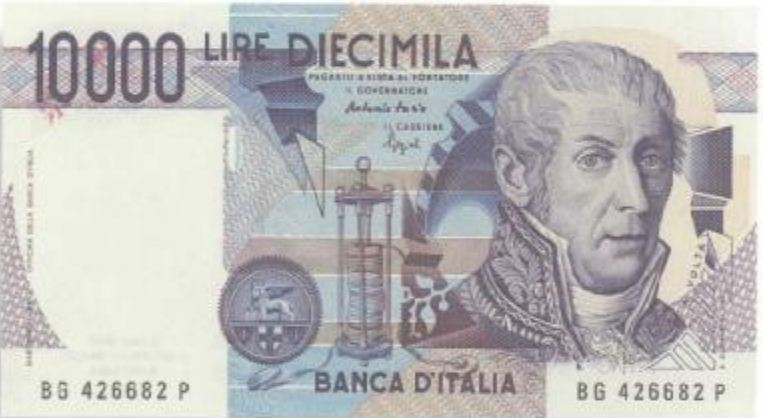 10000 LIRE DIECIMILA
PAGABILI A VISTA AL PORTATORE
IL GOVERNATORE
IL CASSIERE
VOLTA
BANCA D'ITALIA
BG 426682 P
BG 426682 P